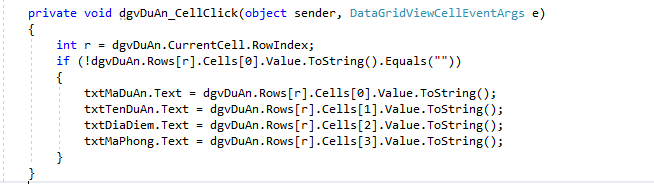 private void dgvDuAn_CellClick(object sender, DataGridViewCellEventArgs e)
{
int r = dgvDuAn.CurrentCell.RowIndex;
if (!dgvDuAn.Rows[r].Cells[0].Value.ToString().Equals(""))
{
txtMaDuAn.Text = dgvDuAn.Rows[r].Cells[0].Value.ToString();
txtTenDuAn.Text = dgvDuAn.Rows[r].Cells[1].Value.ToString();
txtDiaDiem.Text = dgvDuAn.Rows[r].Cells[2].Value.ToString();
txtMaPhong.Text = dgvDuAn.Rows[r].Cells[3].Value.ToString();
}
}